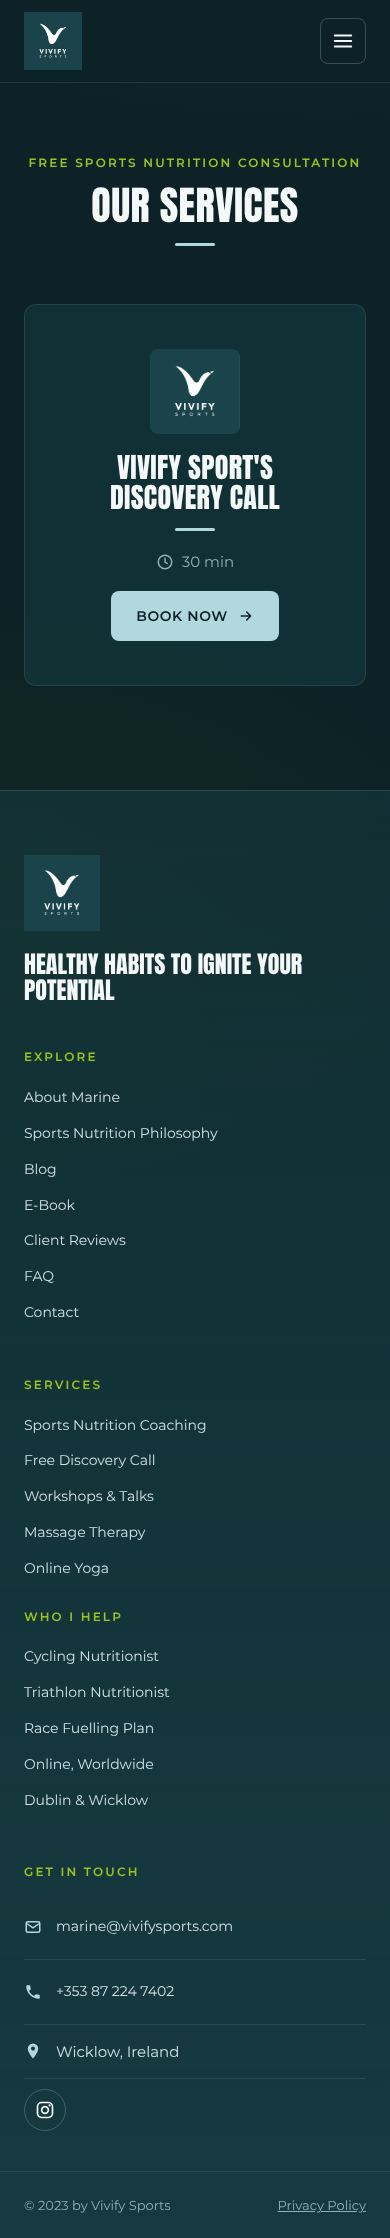 VIVIFY
SPORTS
FREE SPORTS NUTRITION CONSULTATION
OUR SERVICES
VIVIFY
SPORTS
VIVIFY SPORT'S
DISCOVERY CALL
30 min
BOOK NOW
VIVIFY
SPORTS
HEALTHY HABITS TO IGNITE YOUR
POTENTIAL
EXPLORE
About Marine
Sports Nutrition Philosophy
Blog
E-Book
Client Reviews
FAQ
Contact
SERVICES
Sports Nutrition Coaching
Free Discovery Call
Workshops & Talks
Massage Therapy
Online Yoga
WHO I HELP
Cycling Nutritionist
Triathlon Nutritionist
Race Fuelling Plan
Online, Worldwide
Dublin & Wicklow
GET IN TOUCH
marine@vivifysports.com
+353 87 224 7402
Wicklow, Ireland
© 2023 by Vivify Sports Privacy Policy